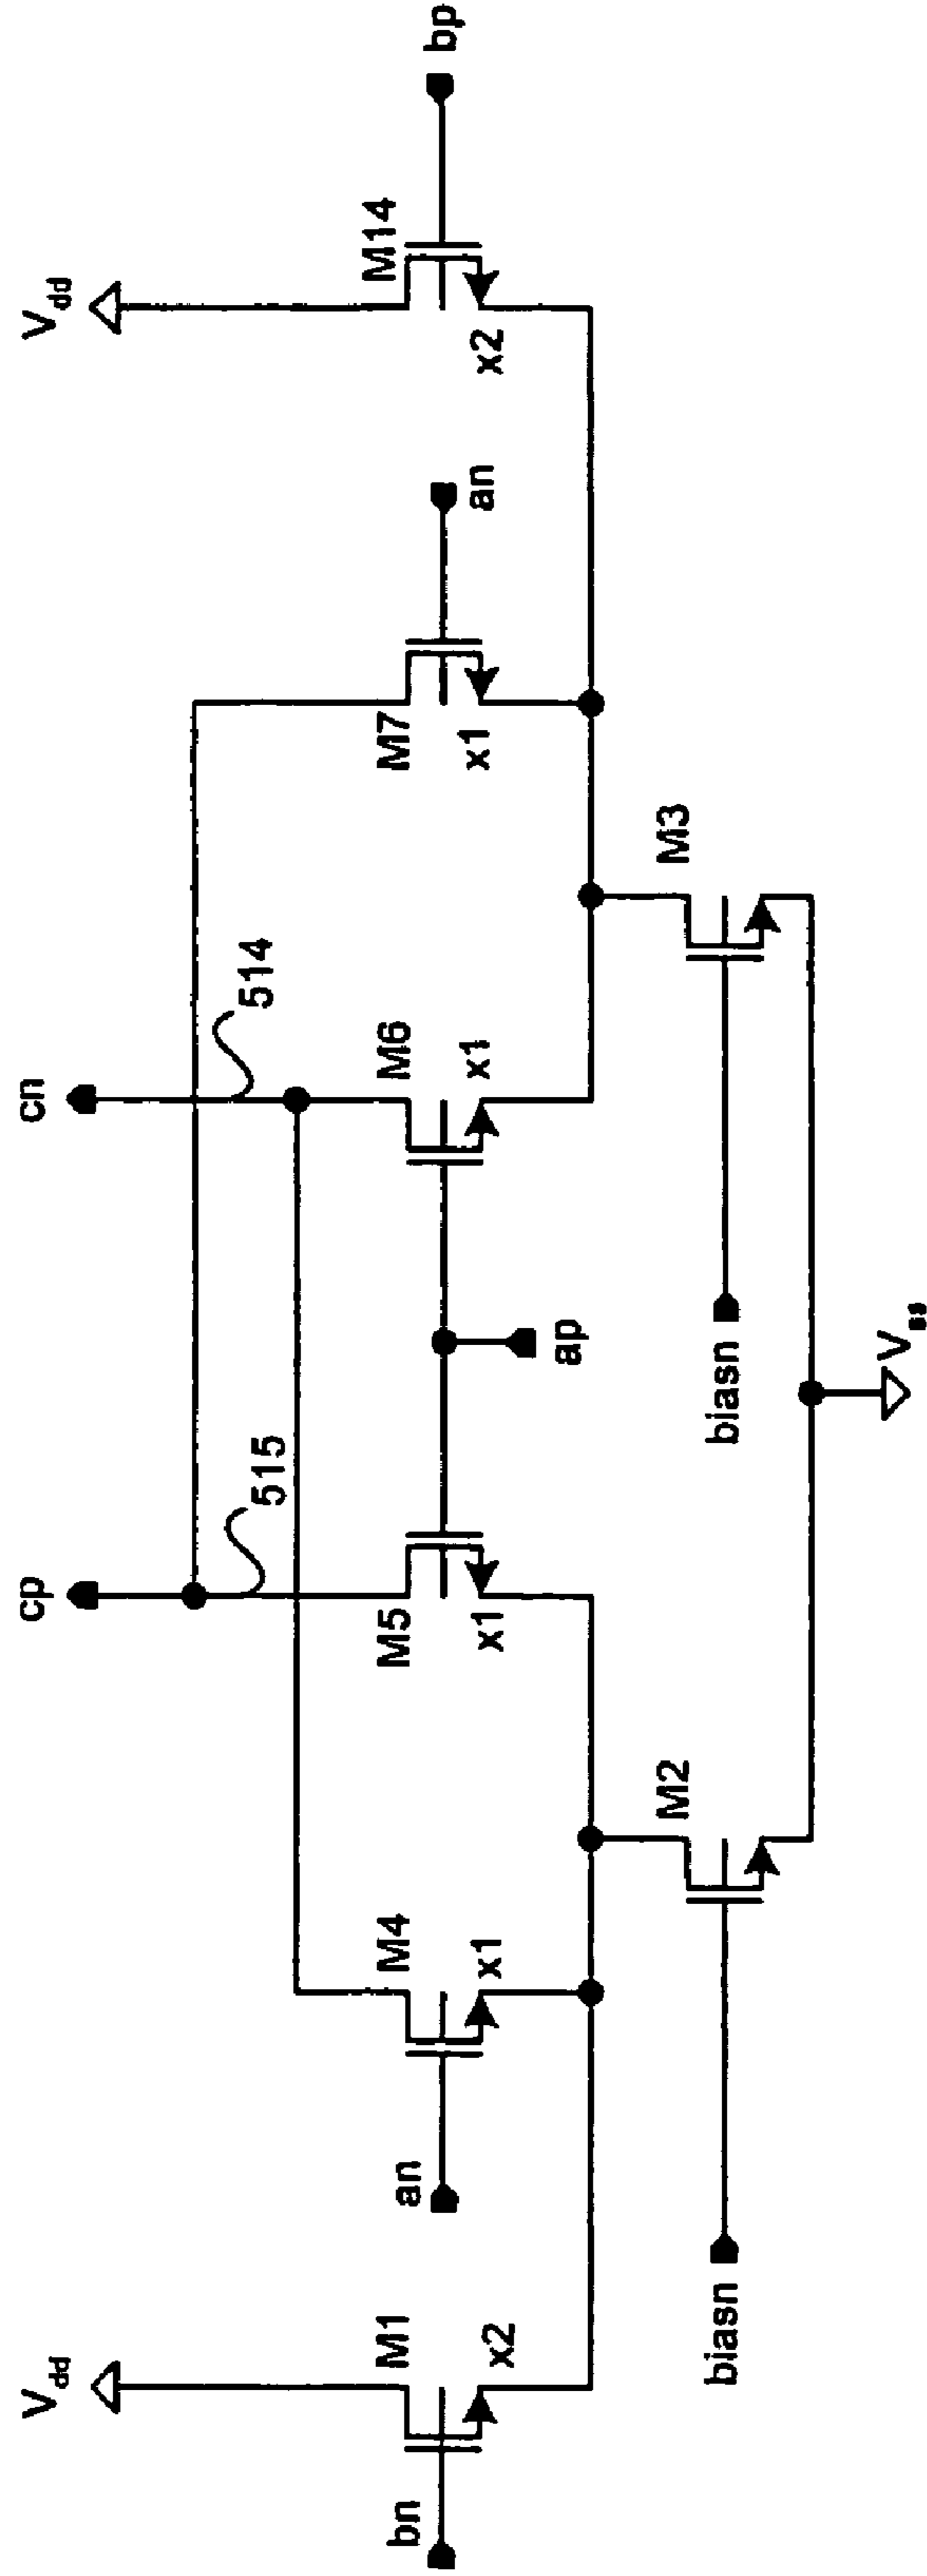 Vdd
cp
cn
Vdd
515
514
bn
M1
x2
an
M4
x1
M5
x1
ap
M6
x1
M7
x1
an
M14
x2
bp
biasn
M2
biasn
M3
Vss